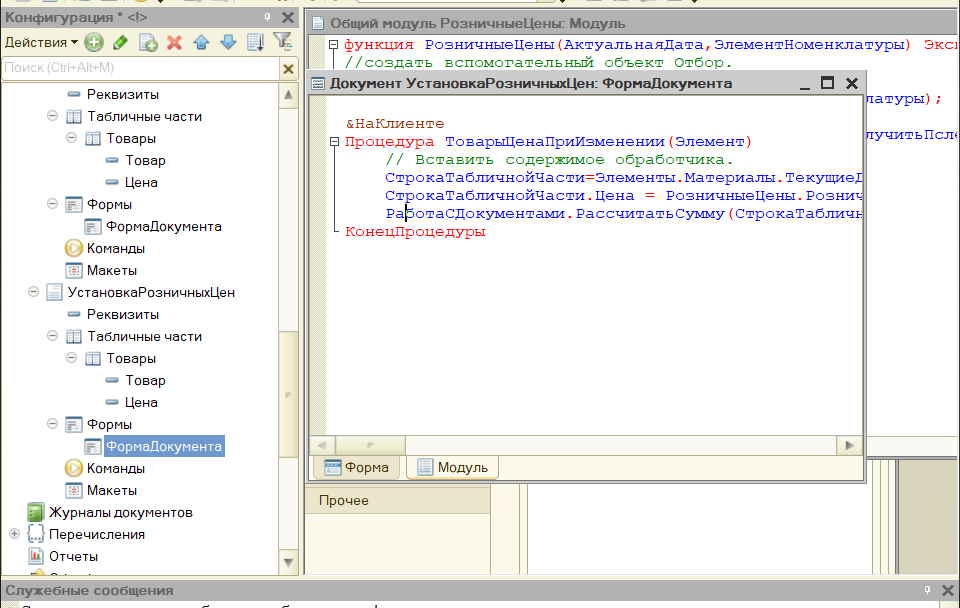 Конфигурация * <!>
Действия
Поиск (Ctrl+Alt+M)
Реквизиты
Табличные части
Товары
Товар
Цена
Формы
ФормаДокумента
Команды
Макеты
УстановкаРозничныхЦен
Реквизиты
Табличные части
Товары
Товар
Цена
Формы
ФормаДокумента
Команды
Макеты
Журналы документов
Перечисления
Отчеты
Общий модуль РозничныеЦены: Модуль
функция РозничныеЦены(АктуальнаяДата,ЭлементНоменклатуры) Экс
//создать вспомогательный объект Отбор.
латуры);
лучитьПсле
Документ УстановкаРозничныхЦен: ФормаДокумента
&НаКлиенте
Процедура ТоварыЦенаПриИзменении(Элемент)
// Вставить содержимое обработчика.
СтрокаТабличнойЧасти=Элементы.Материалы.ТекущиеД
СтрокаТабличнойЧасти.Цена = РозничныеЦены.Рознич
РаботаСДокументами.РассчитатьСумму(СтрокаТабличн
КонецПроцедуры
Форма
Модуль
Прочее
Служебные сообщения